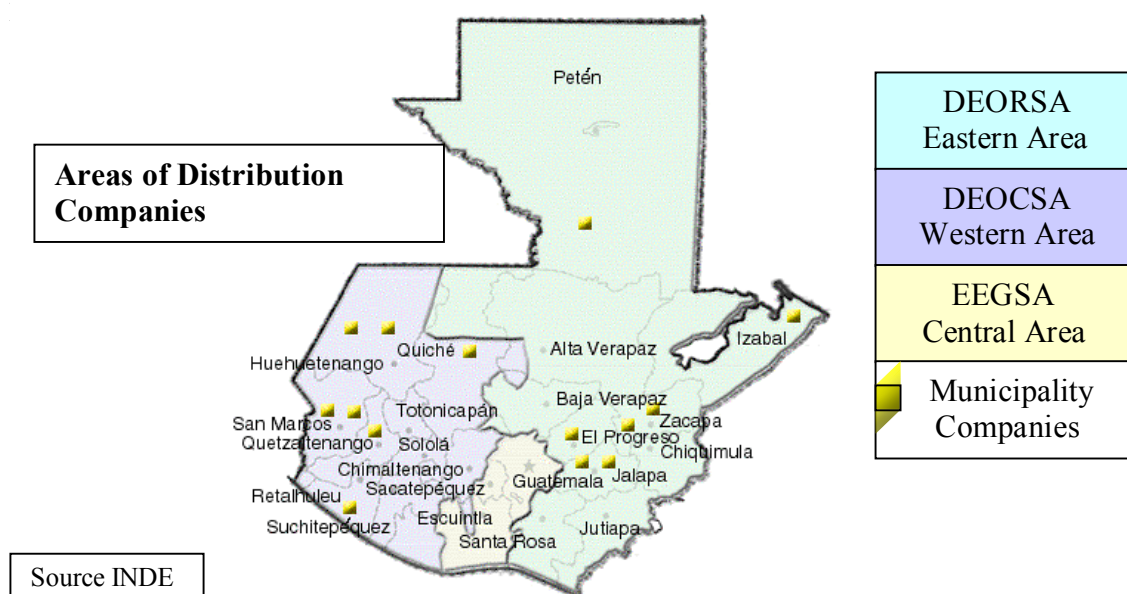 Petén
Areas of Distribution
Companies
DEORSA
Eastern Area
DEOCSA
Western Area
EEGSA
Central Area
Municipality
Companies
Izabal
Quiché
Alta Verapaz
Huehuetenango
Baja Verapaz
Totonicapán
San Marcos
Zacapa
Quetzaltenango
Sololá
El Progreso
Chiquimula
Chimaltenango
Guatemala
Jalapa
Sacatepéquez
Retalhuleu
Escuintla
Suchitepéquez
Jutiapa
Santa Rosa
Source INDE